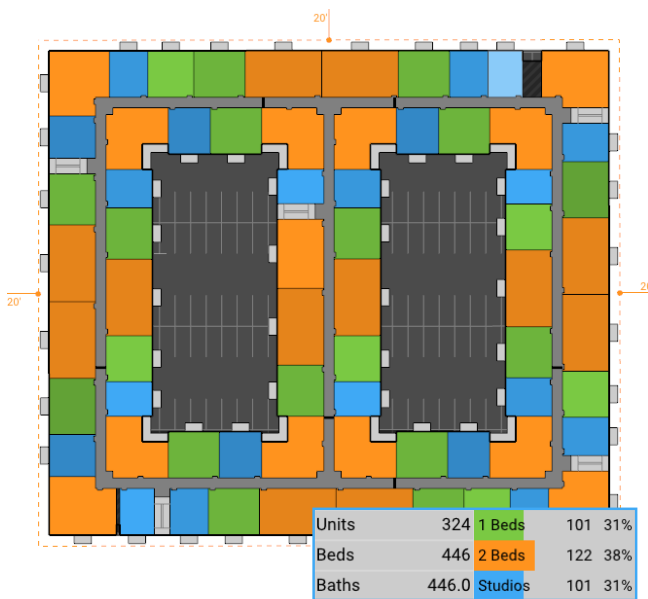 20'
20'
20'
Units 324 1 Beds 101 31%
Beds 446 2 Beds 122 38%
Baths 446.0 Studios 101 31%